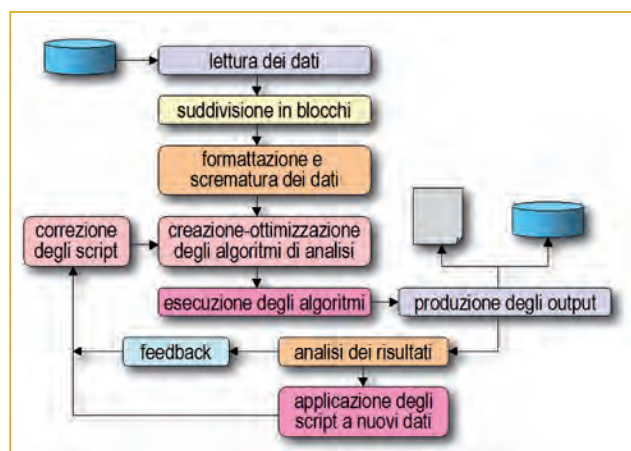 lettura dei dati
suddivisione in blocchi
formattazione e
scrematura dei dati
correzione
degli script
creazione-ottimizzazione
degli algoritmi di analisi
esecuzione degli algoritmi
produzione degli output
feedback
analisi dei risultati
applicazione degli
script a nuovi dati